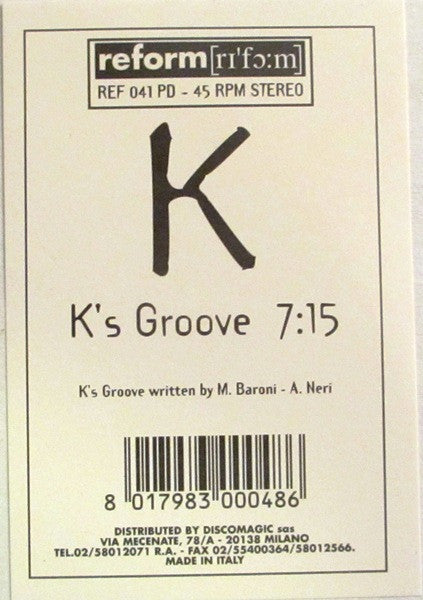 reform [rɪ'fɔ:m]
REF 041 PD - 45 RPM STEREO
K
K's Groove 7:15
K's Groove written by M. Baroni - A. Neri
8 017983 000486
DISTRIBUTED BY DISCOMAGIC sas
VIA MECENATE, 78/A - 20138 MILANO
TEL.02/58012071 R.A. - FAX 02/55400364/58012566.
MADE IN ITALY